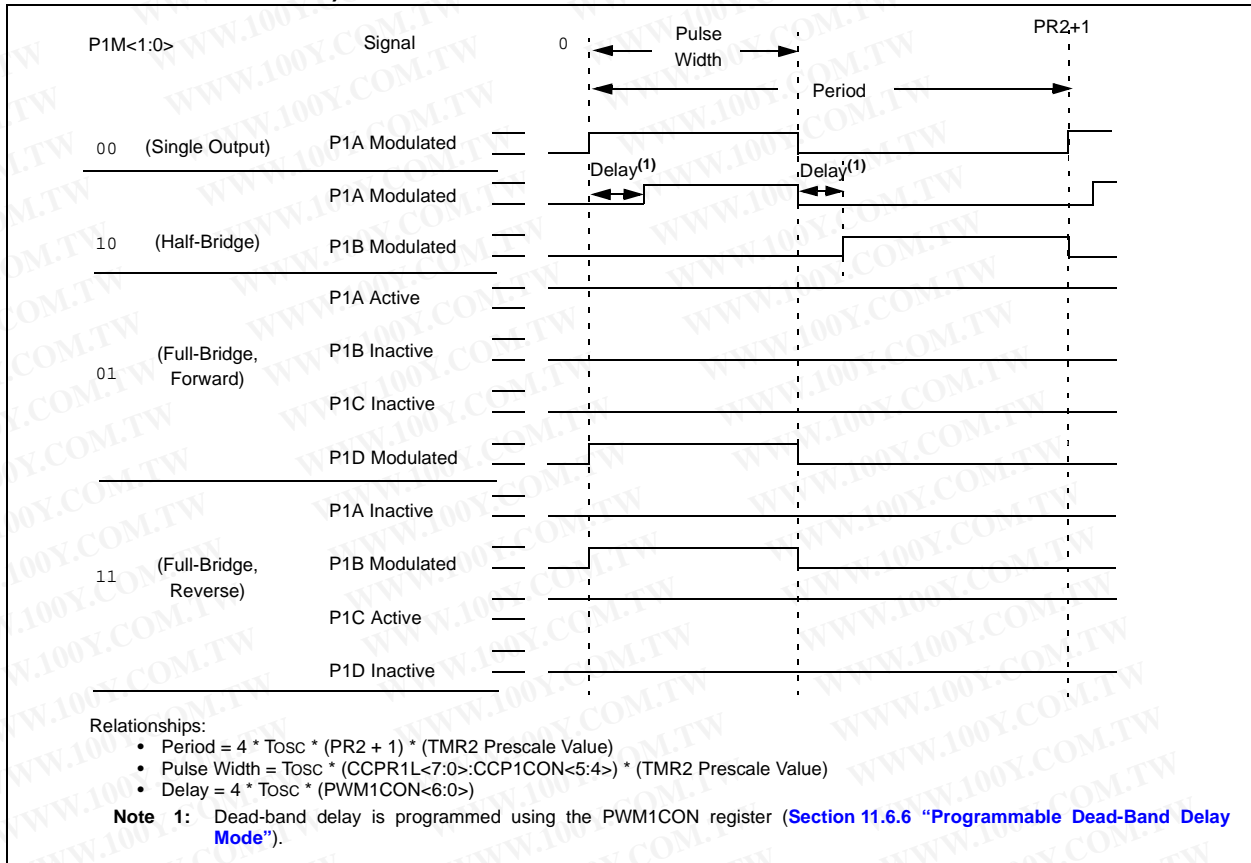 P1M<1:0> Signal 0 Pulse Width PR2+1
Period
00 (Single Output) P1A Modulated
Delay(1) Delay(1)
P1A Modulated
10 (Half-Bridge) P1B Modulated
P1A Active
(Full-Bridge, Forward) P1B Inactive
01
P1C Inactive
P1D Modulated
P1A Inactive
(Full-Bridge, Reverse) P1B Modulated
11
P1C Active
P1D Inactive
Relationships:
• Period = 4 * TOSC * (PR2 + 1) * (TMR2 Prescale Value)
• Pulse Width = TOSC * (CCPR1L<7:0>:CCP1CON<5:4>) * (TMR2 Prescale Value)
• Delay = 4 * TOSC * (PWM1CON<6:0>)
Note 1: Dead-band delay is programmed using the PWM1CON register (Section 11.6.6 “Programmable Dead-Band Delay
Mode”).
WWW.100Y.COM.TW